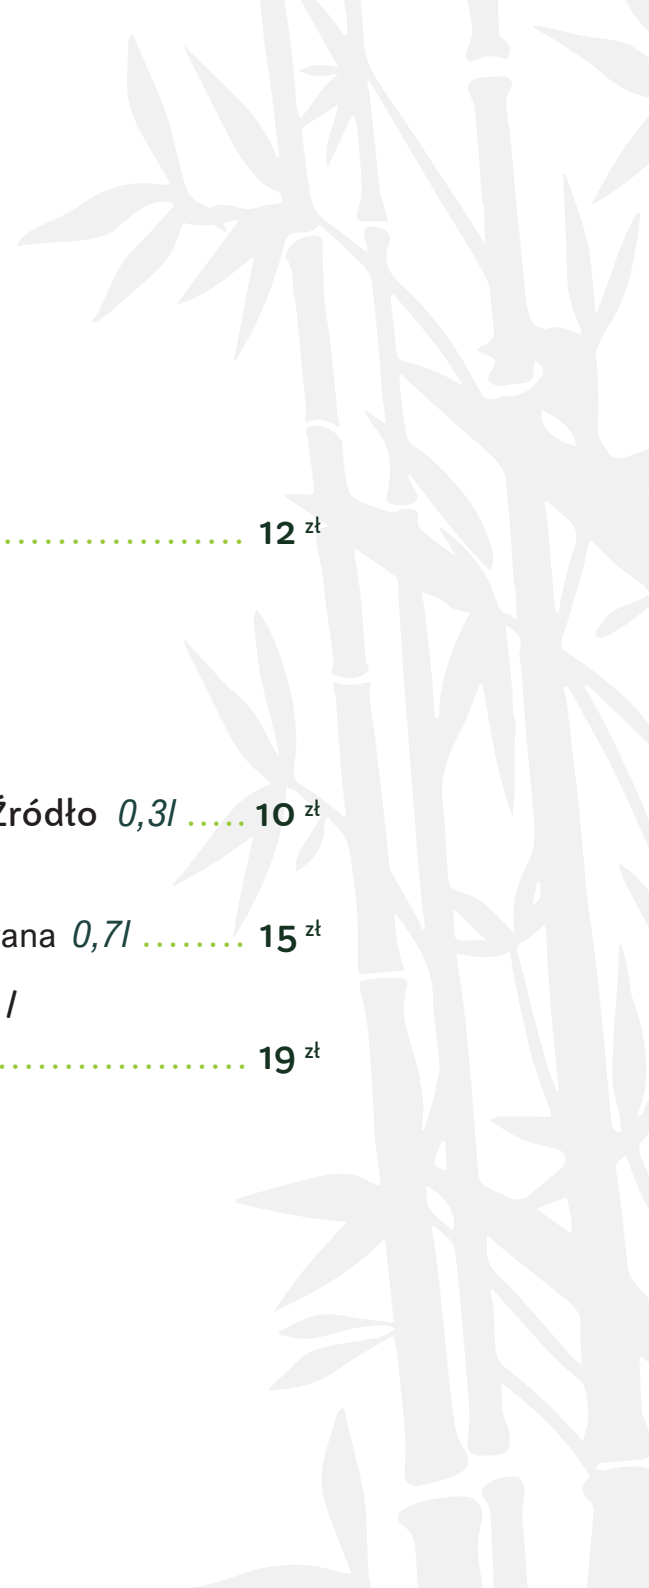 .................. 12 zł
Źródło 0,3l ..... 10 zł
ana 0,7l ........ 15 zł
l
................... 19 zł